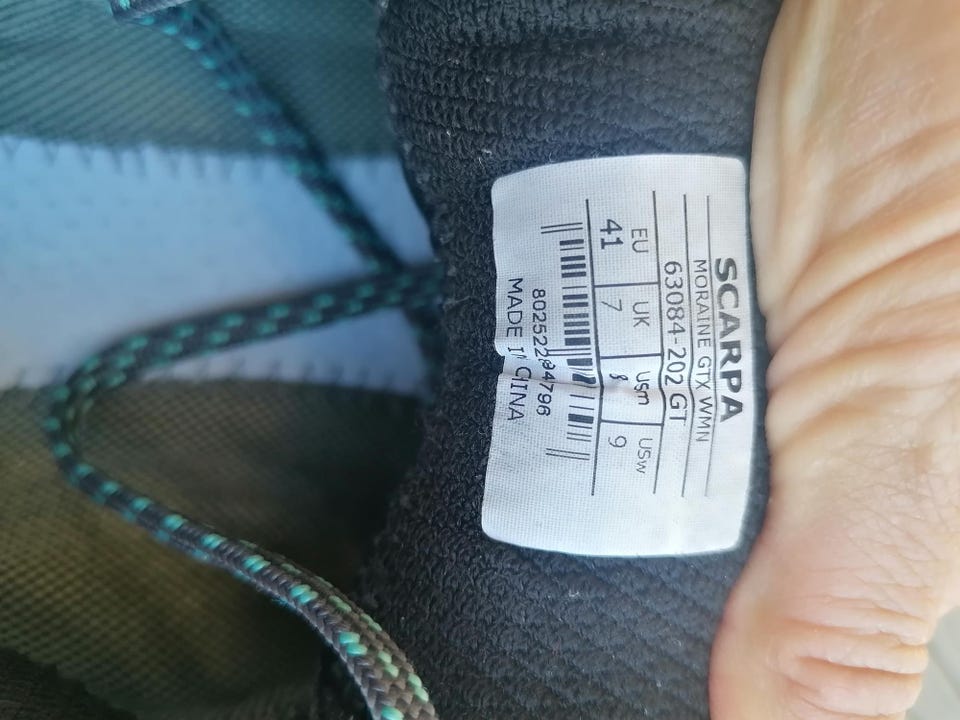 SCARPA
MORAINE GTX WMN
63084-202 GT
EU UK USm USw
41 7 8 9
MADE IN CHINA